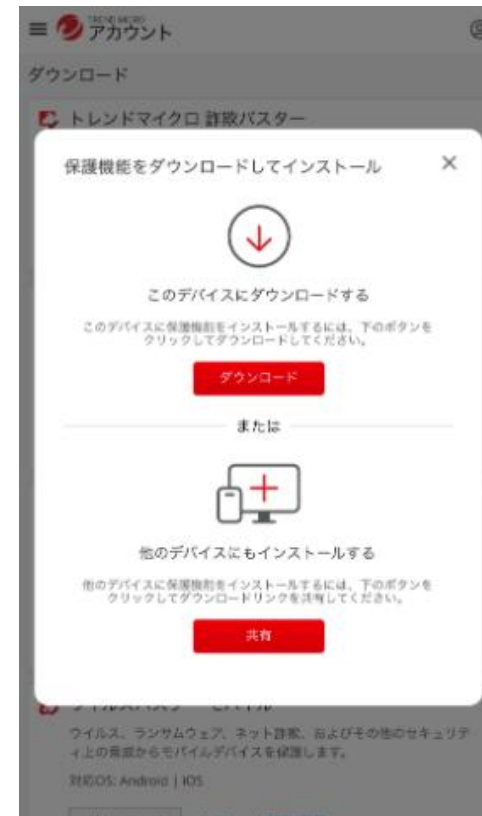 TREND MICRO
アカウント
ダウンロード
トレンドマイクロ 詐欺バスター
保護機能をダウンロードしてインストール
このデバイスにダウンロードする
このデバイスに保護機能をインストールするには、下のボタンを
クリックしてダウンロードしてください。
ダウンロード
または
他のデバイスにもインストールする
他のデバイスに保護機能をインストールするには、下のボタンを
クリックしてダウンロードリンクを共有してください。
共有
ウイルス、ランサムウェア、ネット詐欺、およびその他のセキュリテ
ィ上の脅威からモバイルデバイスを保護します。
対応OS: Android | iOS